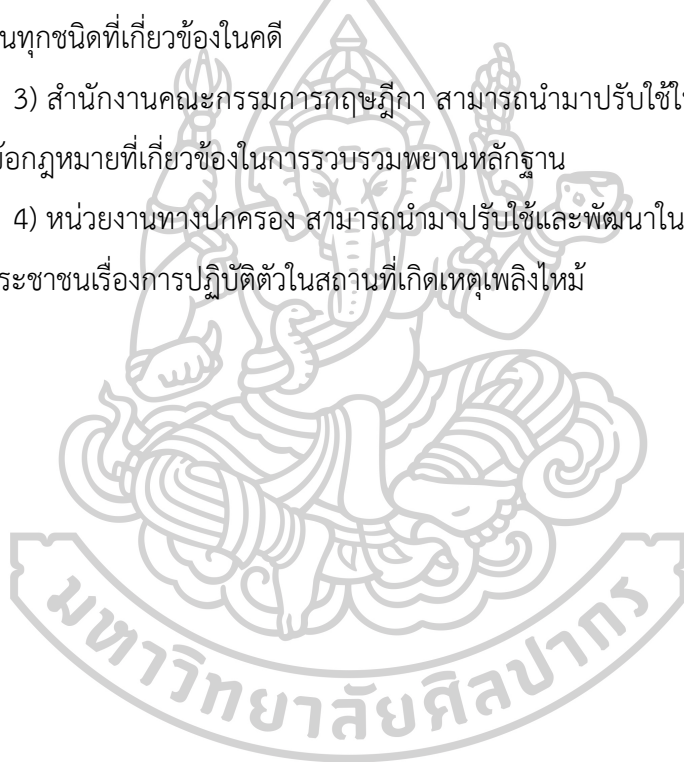 นทุกชนิดที่เกี่ยวข้องในคดี
3) สำนักงานคณะกรรมการกฤษฎีกา สามารถนำมาปรับใช้ใ
ข้อกฎหมายที่เกี่ยวข้องในการรวบรวมพยานหลักฐาน
4) หน่วยงานทางปกครอง สามารถนำมาปรับใช้และพัฒนาใน
ระชาชนเรื่องการปฏิบัติตัวในสถานที่เกิดเหตุเพลิงไหม้
มหาวิทยาลัยศิลปากร